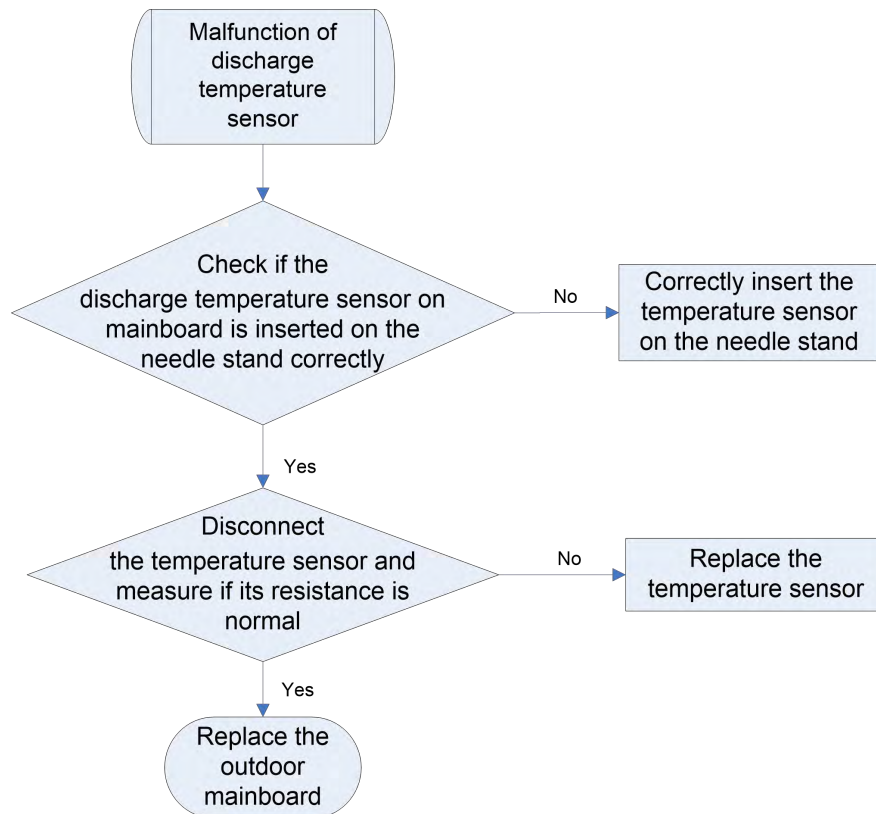 Malfunction of
discharge
temperature
sensor
Check if the
discharge temperature sensor on
mainboard is inserted on the
needle stand correctly
No
Correctly insert the
temperature sensor
on the needle stand
Yes
Disconnect
the temperature sensor and
measure if its resistance is
normal
No
Replace the
temperature sensor
Yes
Replace the
outdoor
mainboard